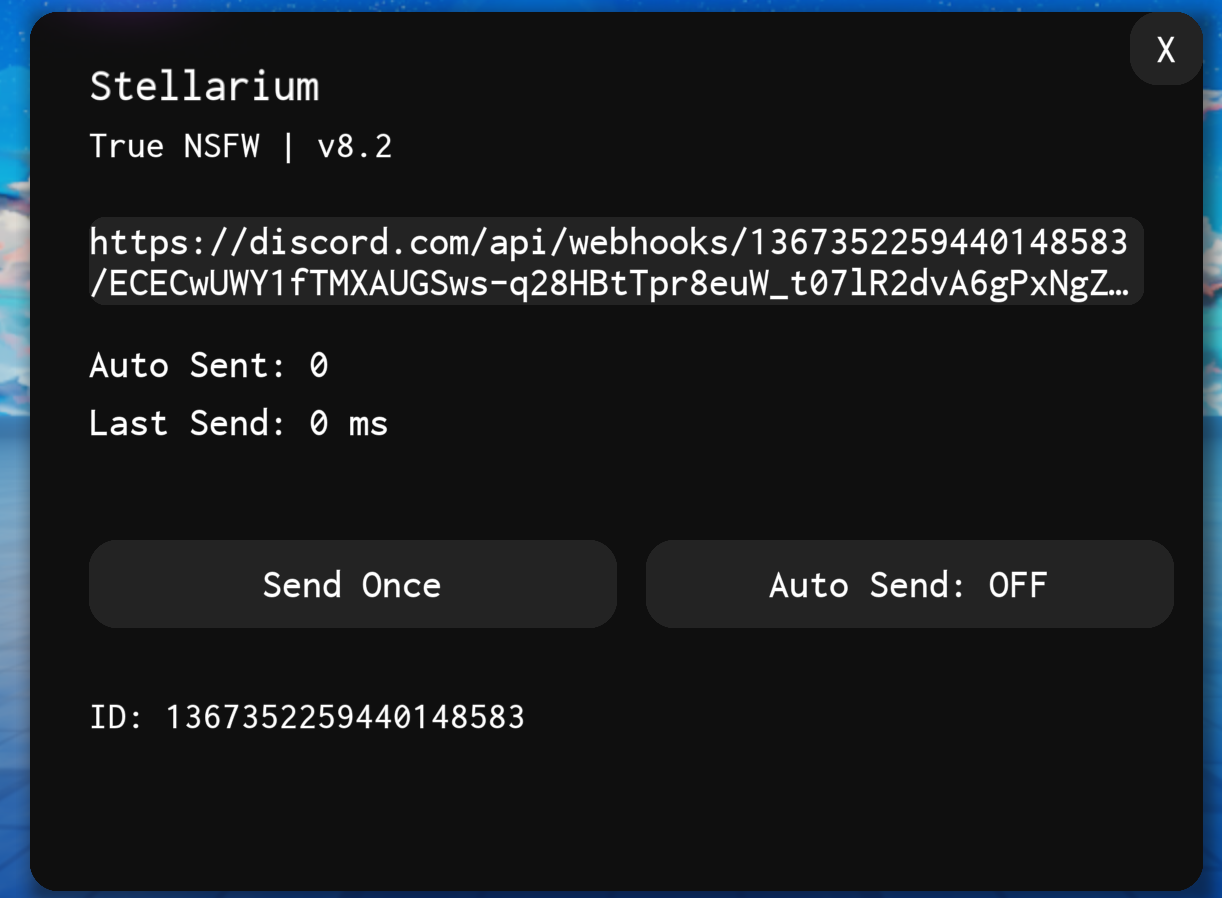 X
Stellarium
True NSFW | v8.2
https://discord.com/api/webhooks/1367352259440148583
/ECECwUWY1fTMXAUGSws-q28HBtTpr8euW_t07lR2dvA6gPxNgZ…
Auto Sent: 0
Last Send: 0 ms
Send Once
Auto Send: OFF
ID: 1367352259440148583